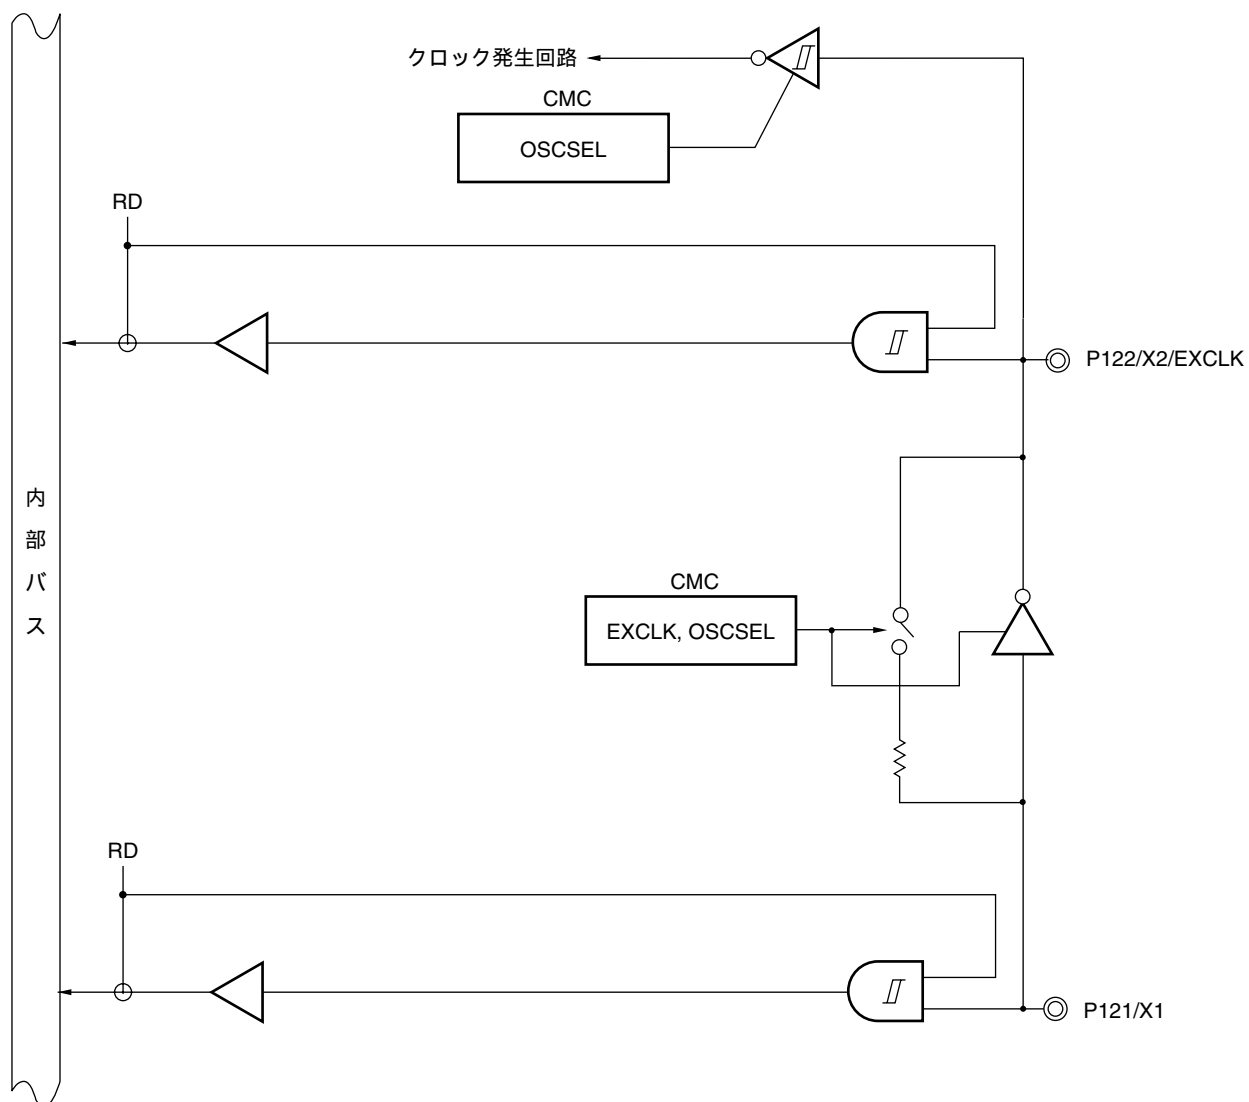 クロック発生回路
CMC
OSCSEL
RD
P122/X2/EXCLK
内部バス
CMC
EXCLK, OSCSEL
RD
P121/X1